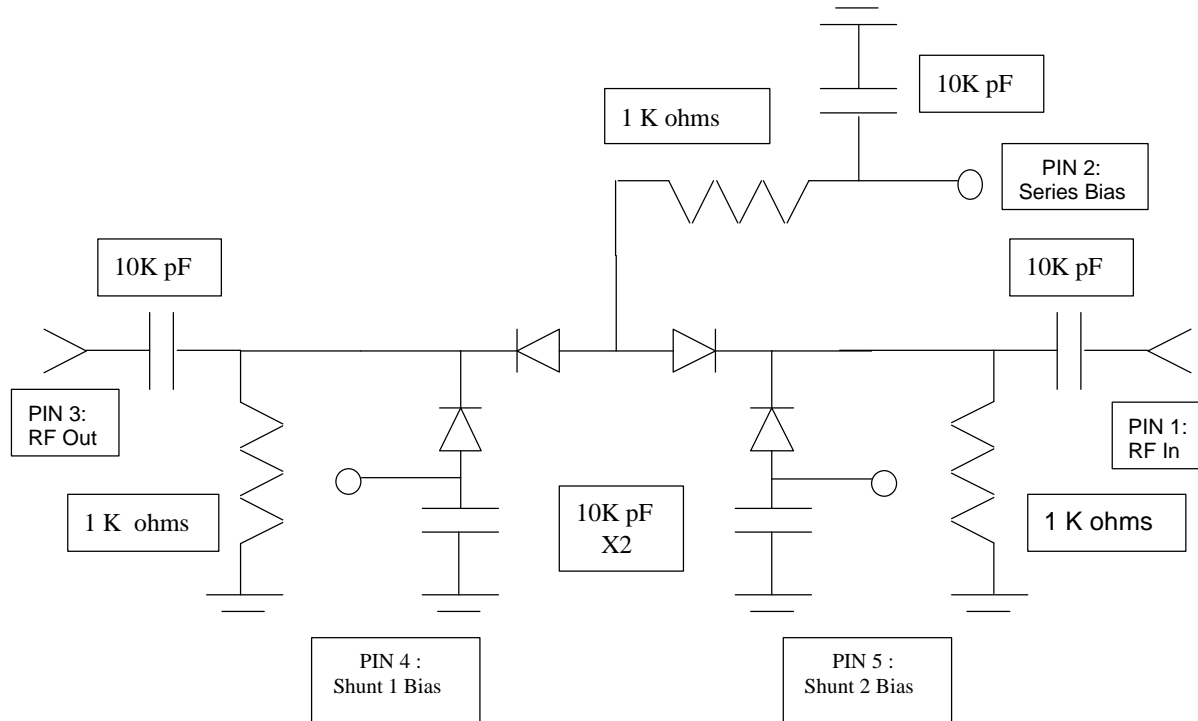 10K pF
1 K ohms
PIN 2:
Series Bias
10K pF
10K pF
PIN 3:
RF Out
PIN 1:
RF In
1 K  ohms
10K pF
X2
1 K ohms
PIN 4 :
Shunt 1 Bias
PIN 5 :
Shunt 2 Bias